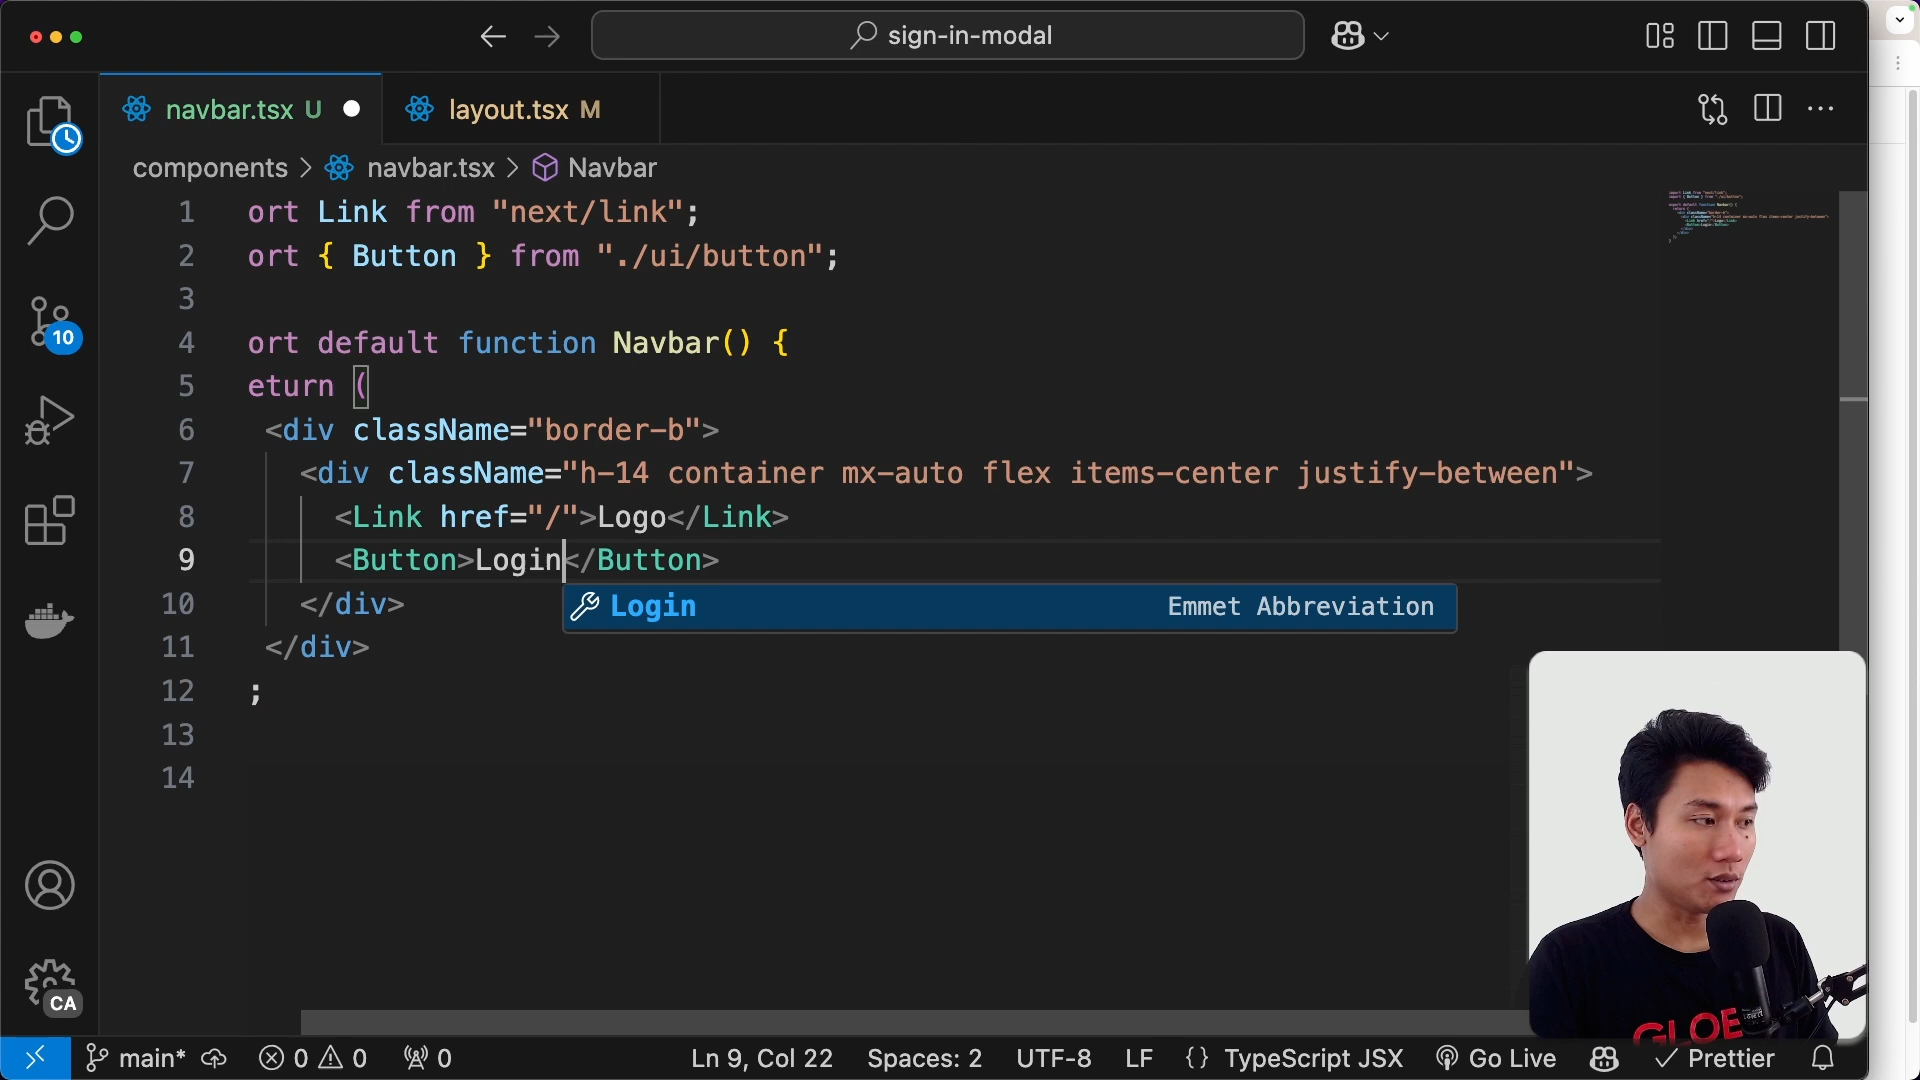 sign-in-modal
navbar.tsx U
layout.tsx M
components > navbar.tsx > Navbar
1 ort Link from "next/link";
2 ort { Button } from "./ui/button";
3
4 ort default function Navbar() {
5 eturn (
6 <div className="border-b">
7 <div className="h-14 container mx-auto flex items-center justify-between">
8 <Link href="/">Logo</Link>
9 <Button>Login</Button>
10 </div>
Login Emmet Abbreviation
11 </div>
12 ;
13
14
10
CA
GLOE
main* 0 0 0 Ln 9, Col 22 Spaces: 2 UTF-8 LF {} TypeScript JSX Go Live Prettier